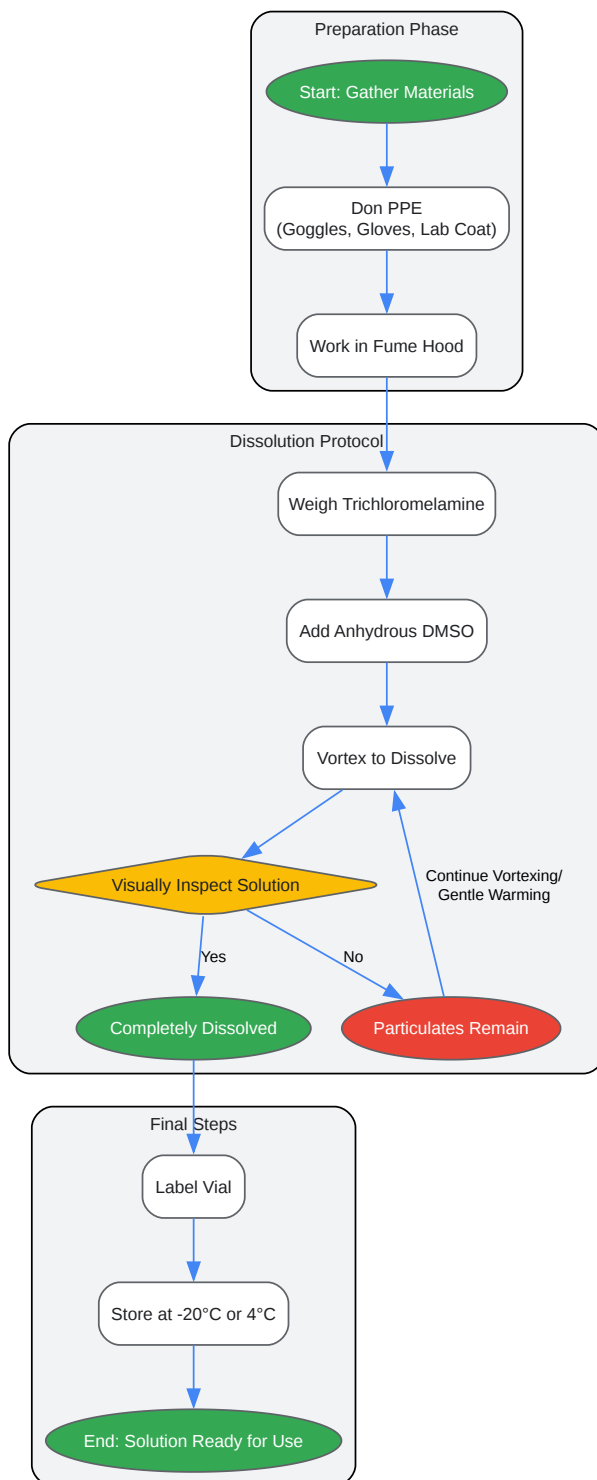 Preparation Phase
Start: Gather Materials
Don PPE
(Goggles, Gloves, Lab Coat)
Work in Fume Hood
Dissolution Protocol
Weigh Trichloromelamine
Add Anhydrous DMSO
Vortex to Dissolve
Continue Vortexing/
Gentle Warming
Visually Inspect Solution
Yes
No
Completely Dissolved
Particulates Remain
Final Steps
Label Vial
Store at -20°C or 4°C
End: Solution Ready for Use